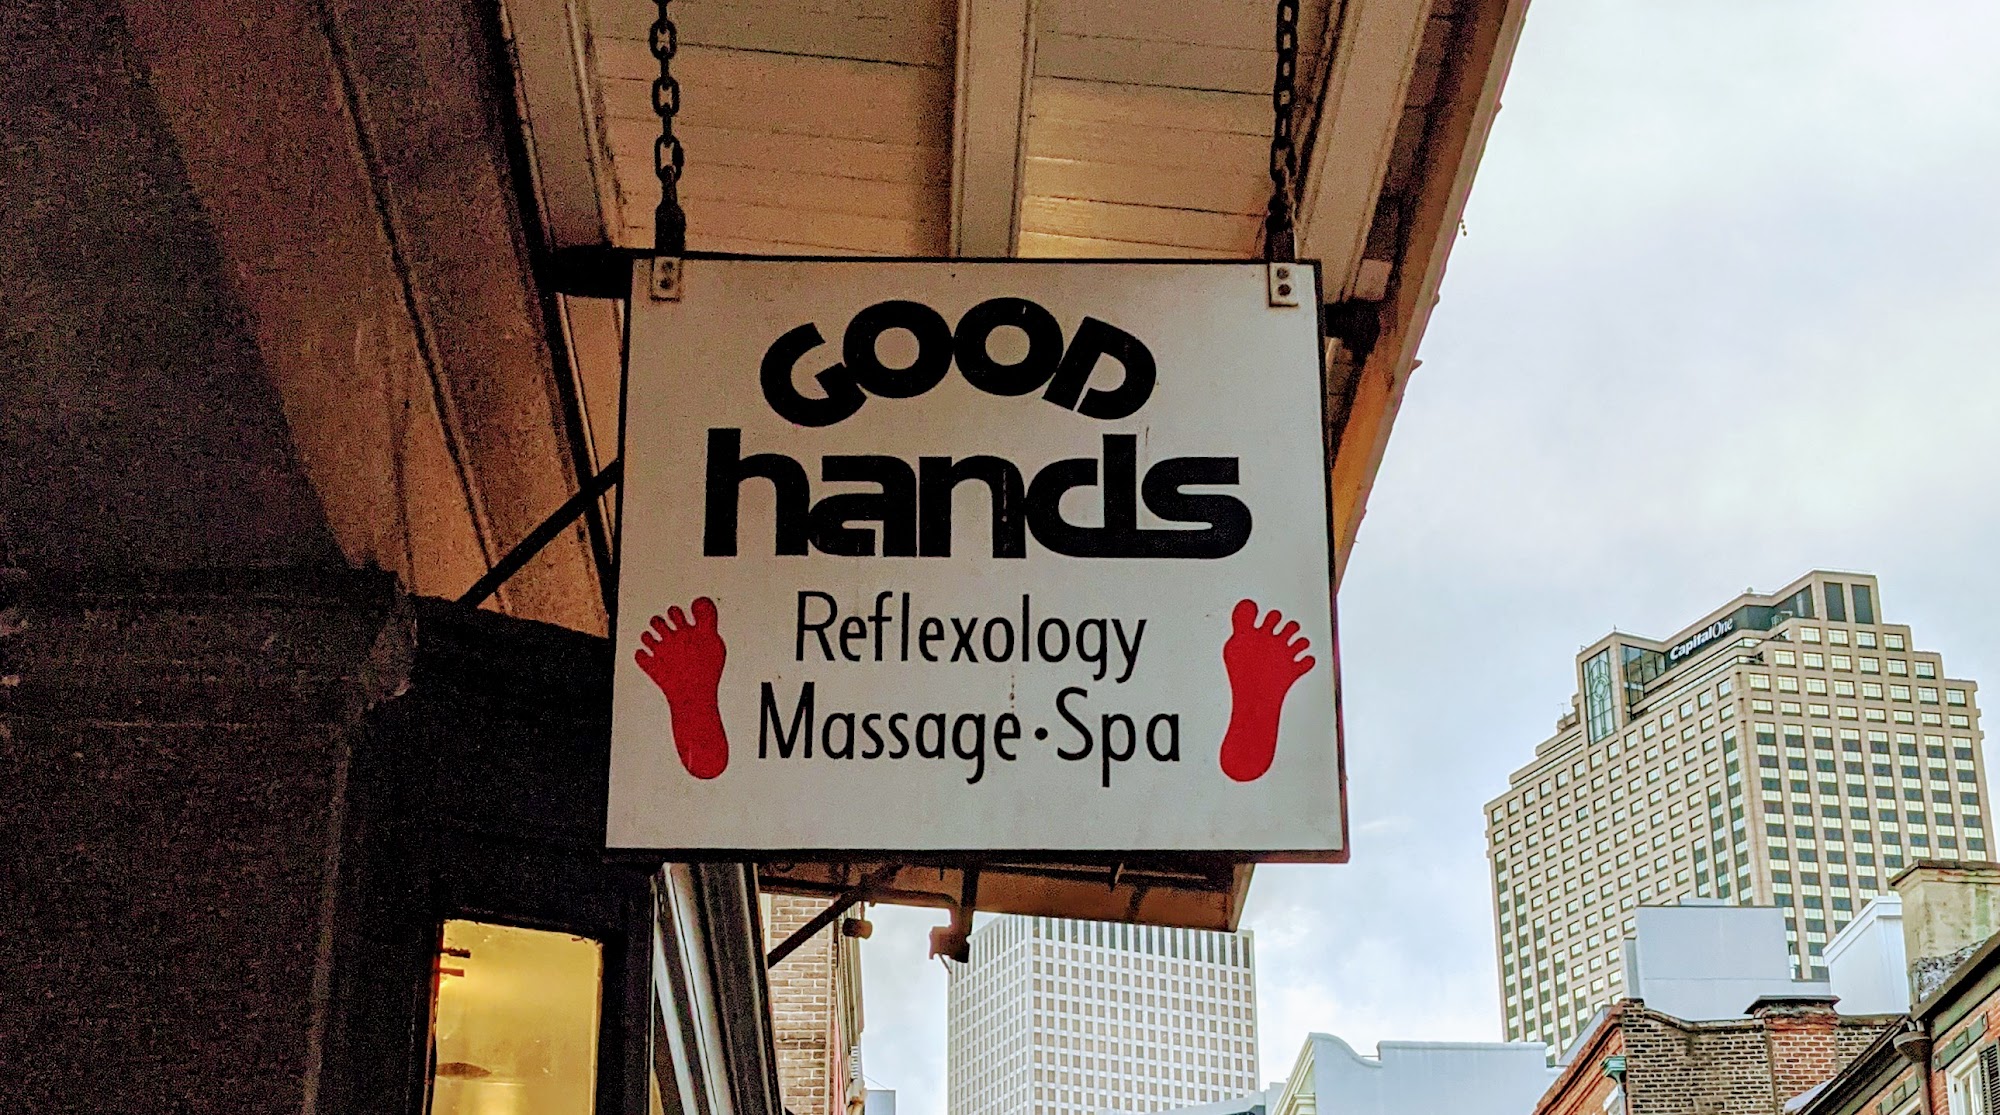 GOOD
hands
Reflexology
Massage·Spa
CapitalOne